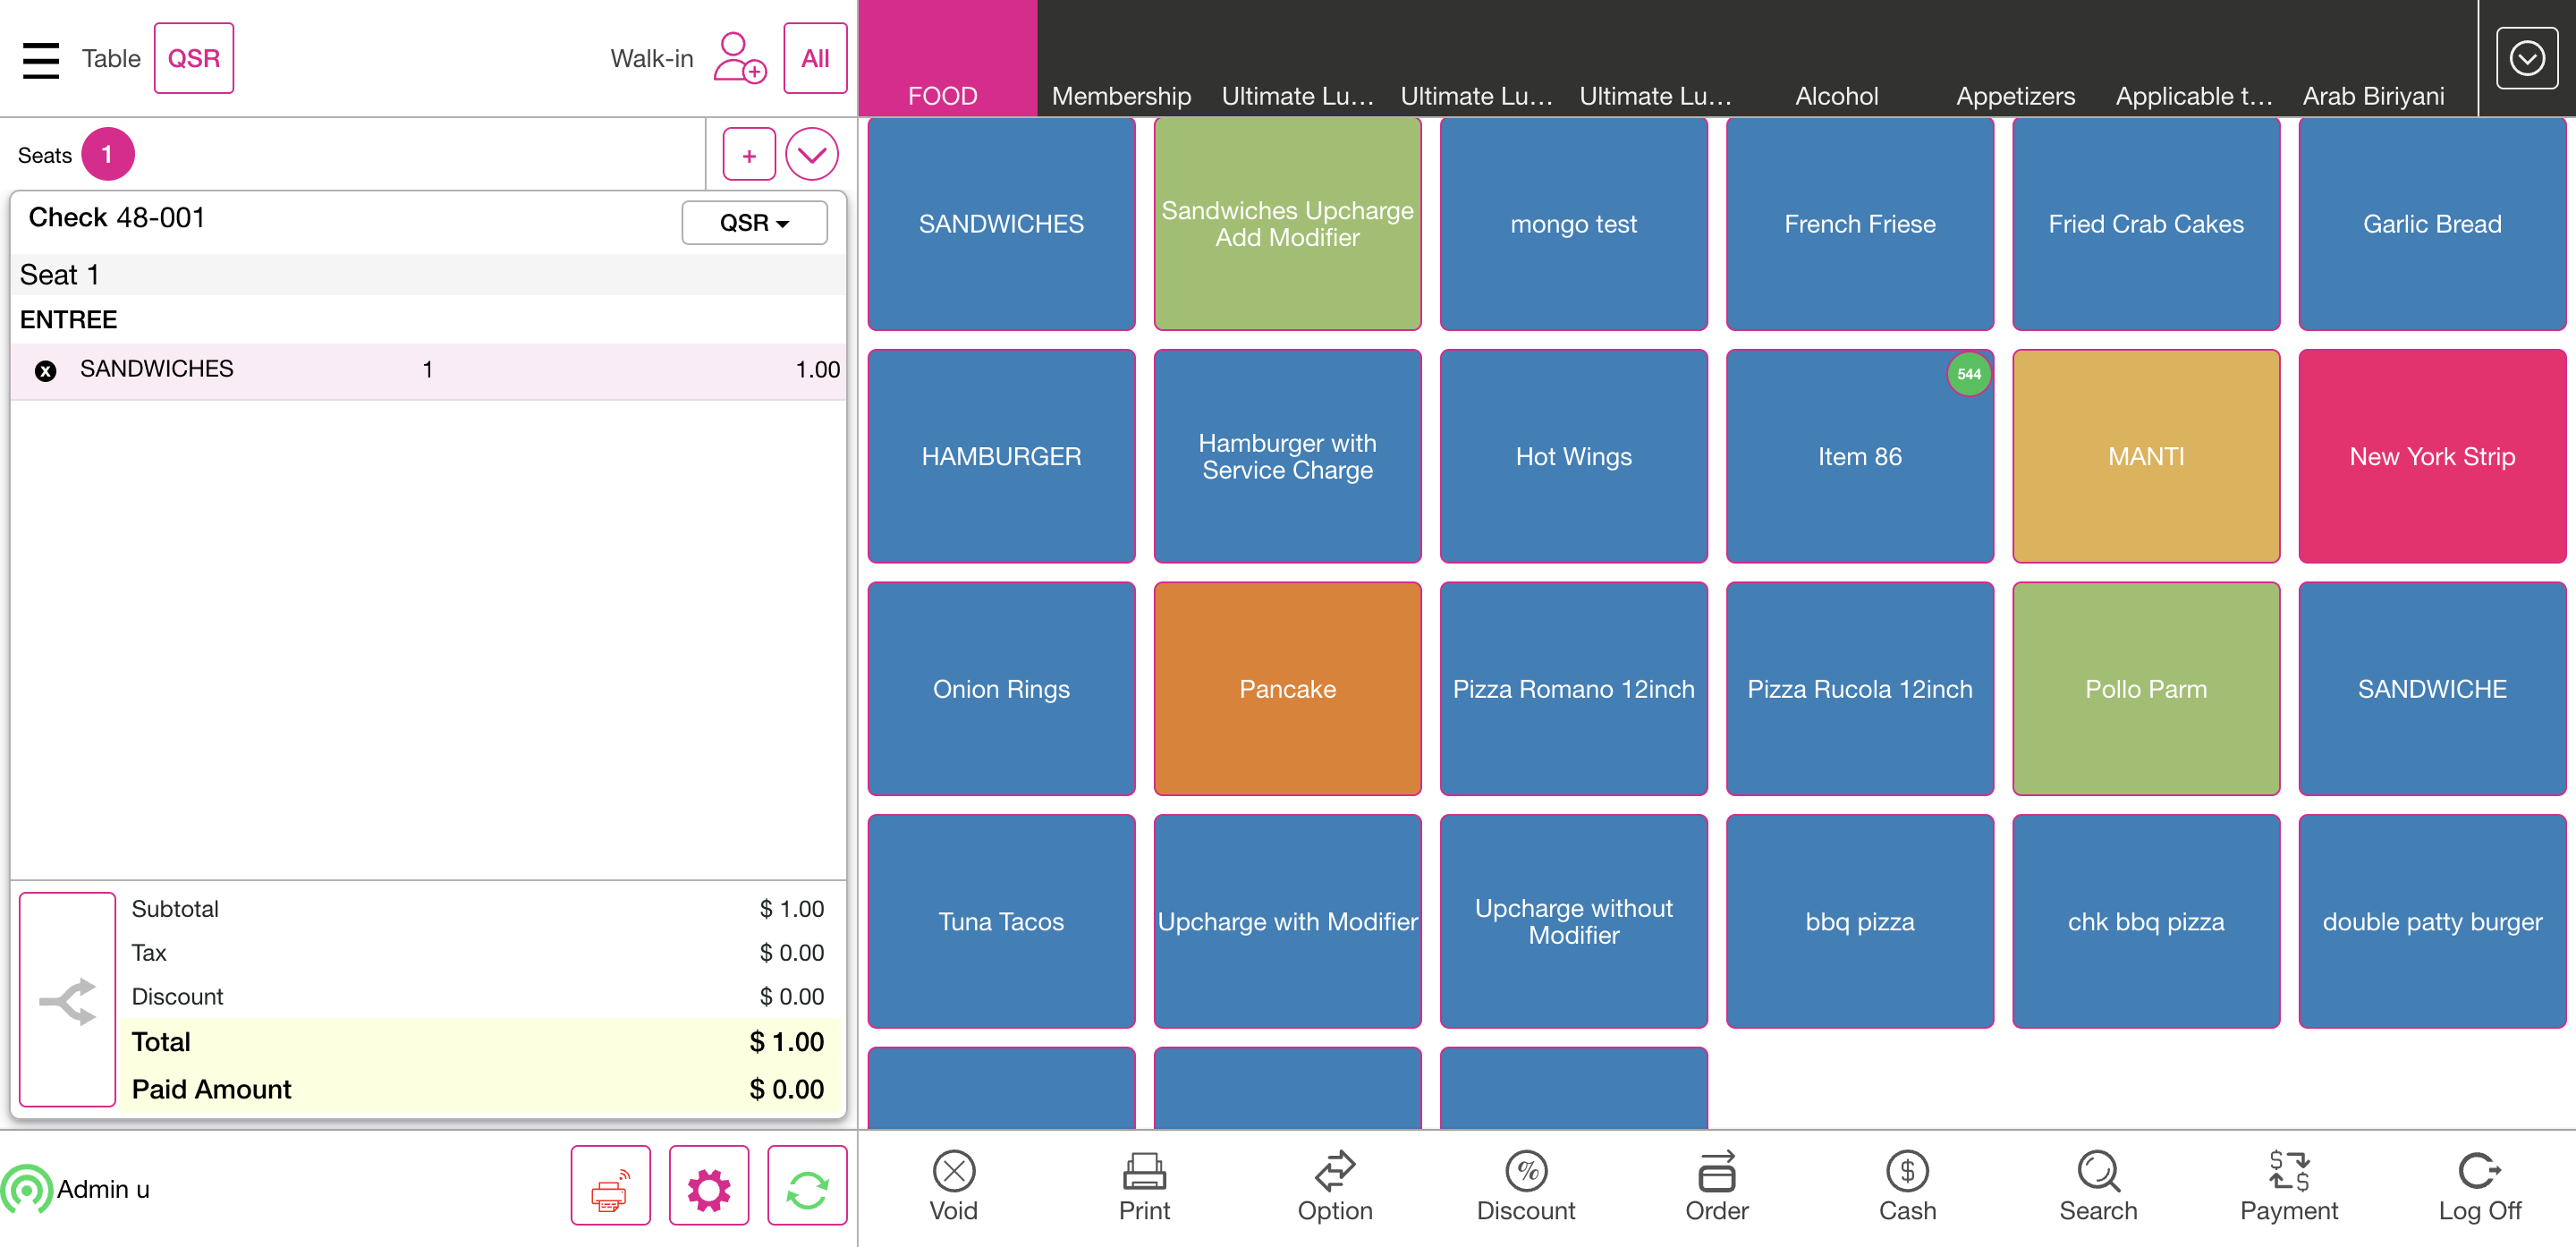 Table
QSR
Walk-in
All
FOOD
Membership
Ultimate Lu...
Ultimate Lu...
Ultimate Lu...
Alcohol
Appetizers
Applicable t...
Arab Biriyani
Seats
1
+
Check 48-001
QSR
Seat 1
ENTREE
x SANDWICHES 1 1.00
Subtotal $ 1.00
Tax $ 0.00
Discount $ 0.00
Total $ 1.00
Paid Amount $ 0.00
Admin u
SANDWICHES
Sandwiches Upcharge
Add Modifier
mongo test
French Friese
Fried Crab Cakes
Garlic Bread
HAMBURGER
Hamburger with
Service Charge
Hot Wings
544
Item 86
MANTI
New York Strip
Onion Rings
Pancake
Pizza Romano 12inch
Pizza Rucola 12inch
Pollo Parm
SANDWICHE
Tuna Tacos
Upcharge with Modifier
Upcharge without
Modifier
bbq pizza
chk bbq pizza
double patty burger
Void
Print
Option
%
Discount
Order
$
Cash
Search
$
$
Payment
Log Off